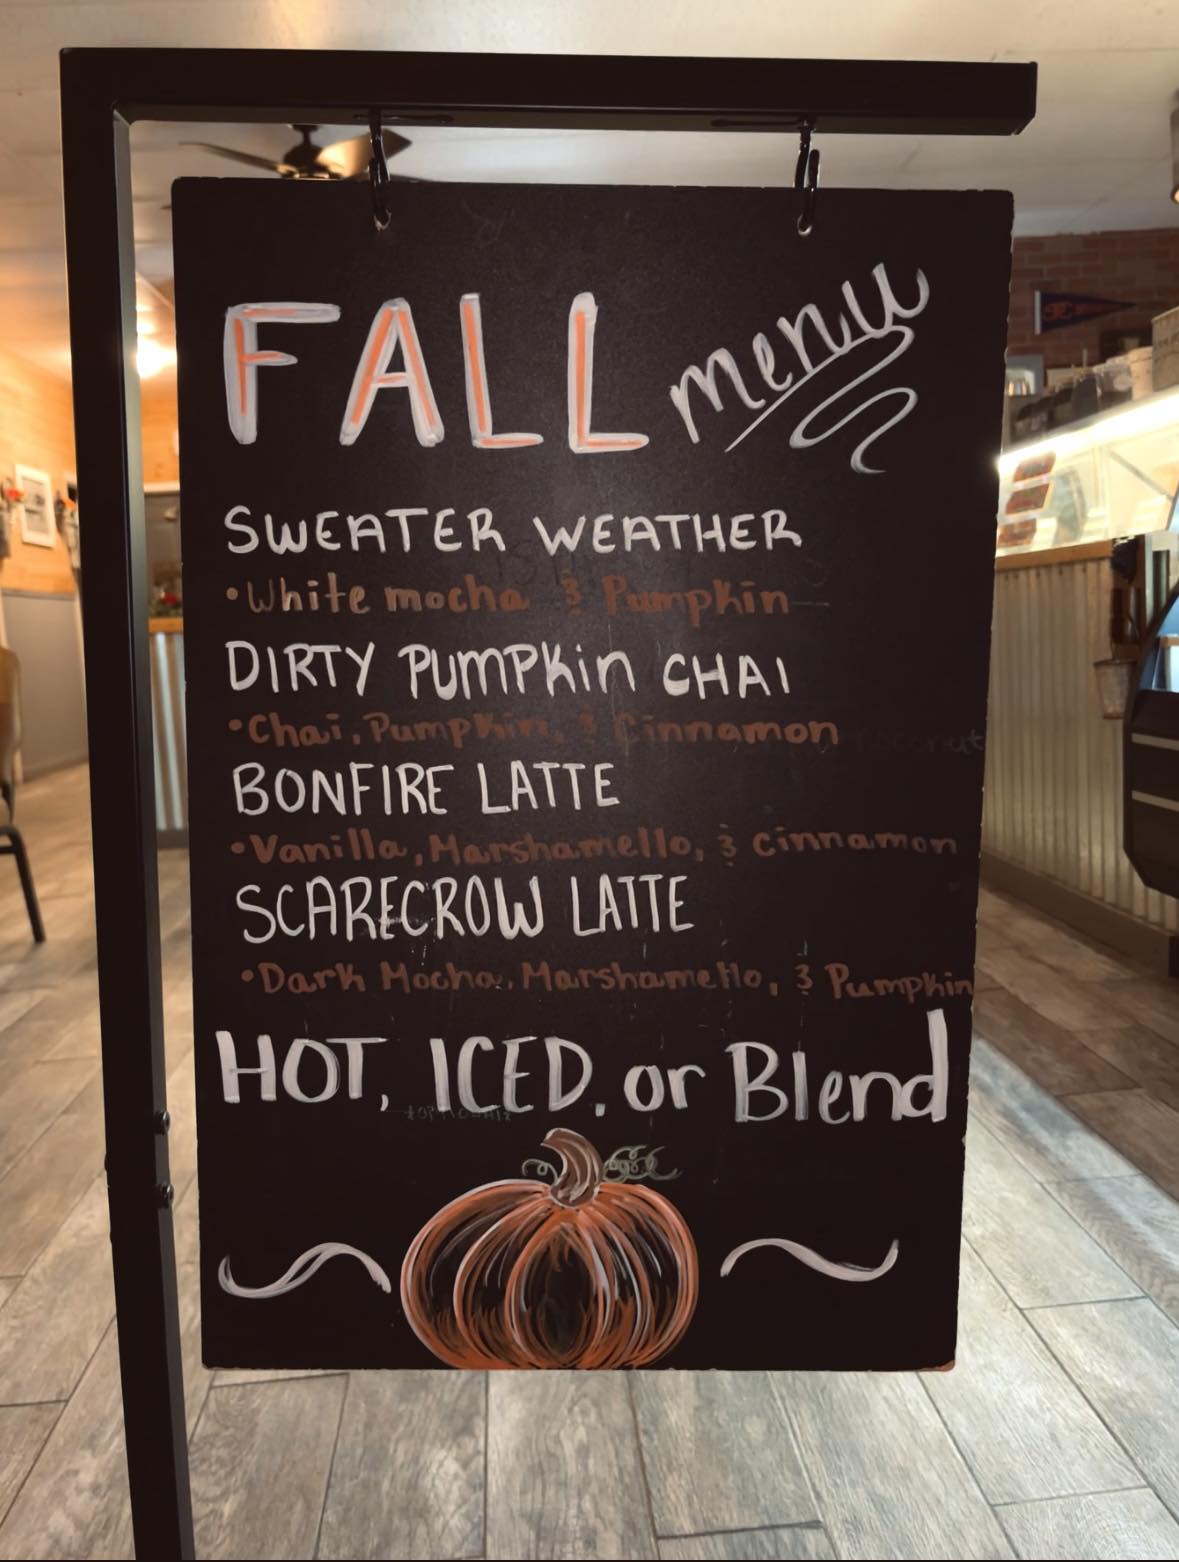 FALL menu
SWEATER WEATHER
•White mocha & Pumpkin
DIRTY PUMPKin CHAI
•Chai, Pumpkin, & Cinnamon
BONFIRE LATTE
•Vanilla, Marshamello, & cinnamon
SCARECROW LATTE
•Dark Mocha, Marshamello, & Pumpkin
HOT, ICED, or Blend